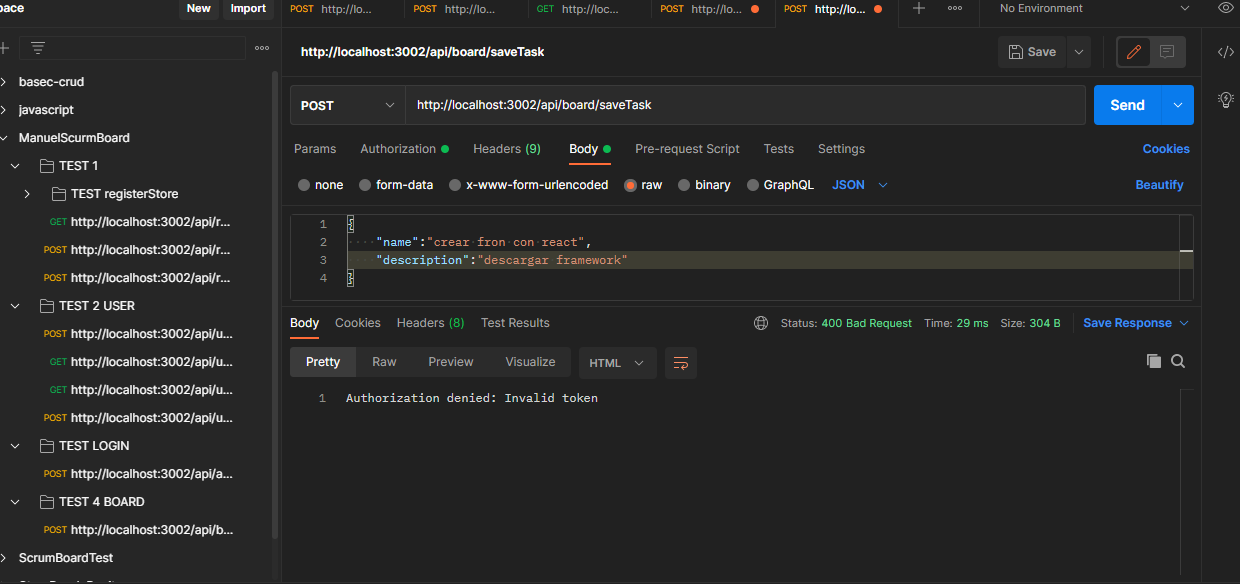 pace New Import
POST http://lo... POST http://lo... GET http://loc... POST http://lo... POST http://lo... No Environment
http://localhost:3002/api/board/saveTask Save
POST http://localhost:3002/api/board/saveTask Send
Params Authorization Headers (9) Body Pre-request Script Tests Settings Cookies
none form-data x-www-form-urlencoded raw binary GraphQL JSON Beautify
1 {
2 "name":"crear fron con react",
3 "description":"descargar framework"
4 }
Body Cookies Headers (8) Test Results Status: 400 Bad Request Time: 29 ms Size: 304 B Save Response
Pretty Raw Preview Visualize HTML
1 Authorization denied: Invalid token
basec-crud
javascript
ManuelScurmBoard
TEST 1
TEST registerStore
GET http://localhost:3002/api/r...
POST http://localhost:3002/api/r...
POST http://localhost:3002/api/r...
TEST 2 USER
POST http://localhost:3002/api/u...
GET http://localhost:3002/api/u...
GET http://localhost:3002/api/u...
POST http://localhost:3002/api/u...
TEST LOGIN
POST http://localhost:3002/api/a...
TEST 4 BOARD
POST http://localhost:3002/api/b...
ScrumBoardTest